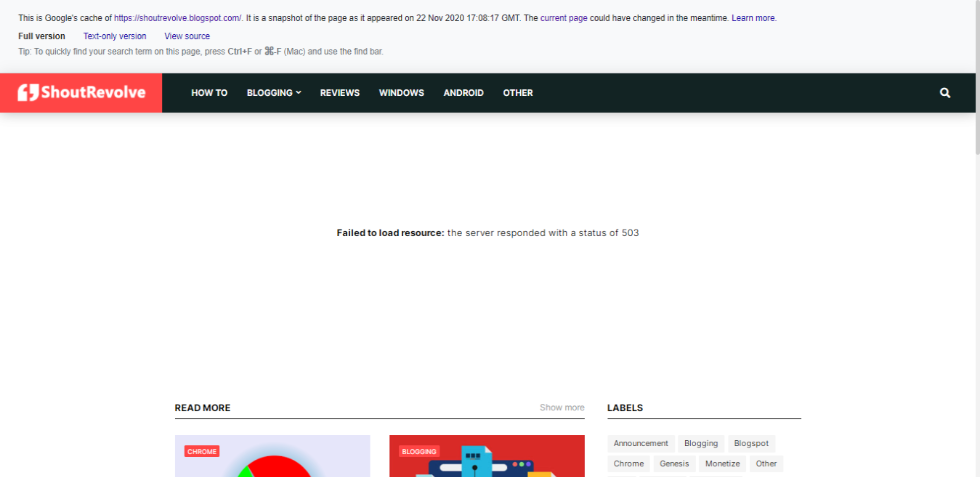 This is Google's cache of https://shoutrevolve.blogspot.com/. It is a snapshot of the page as it appeared on 22 Nov 2020 17:08:17 GMT. The current page could have changed in the meantime. Learn more.
Full version Text-only version View source
Tip: To quickly find your search term on this page, press Ctrl+F or ⌘-F (Mac) and use the find bar.
ShoutRevolve HOW TO BLOGGING REVIEWS WINDOWS ANDROID OTHER
Failed to load resource: the server responded with a status of 503
READ MORE Show more
CHROME
BLOGGING
LABELS
Announcement Blogging Blogspot
Chrome Genesis Monetize Other